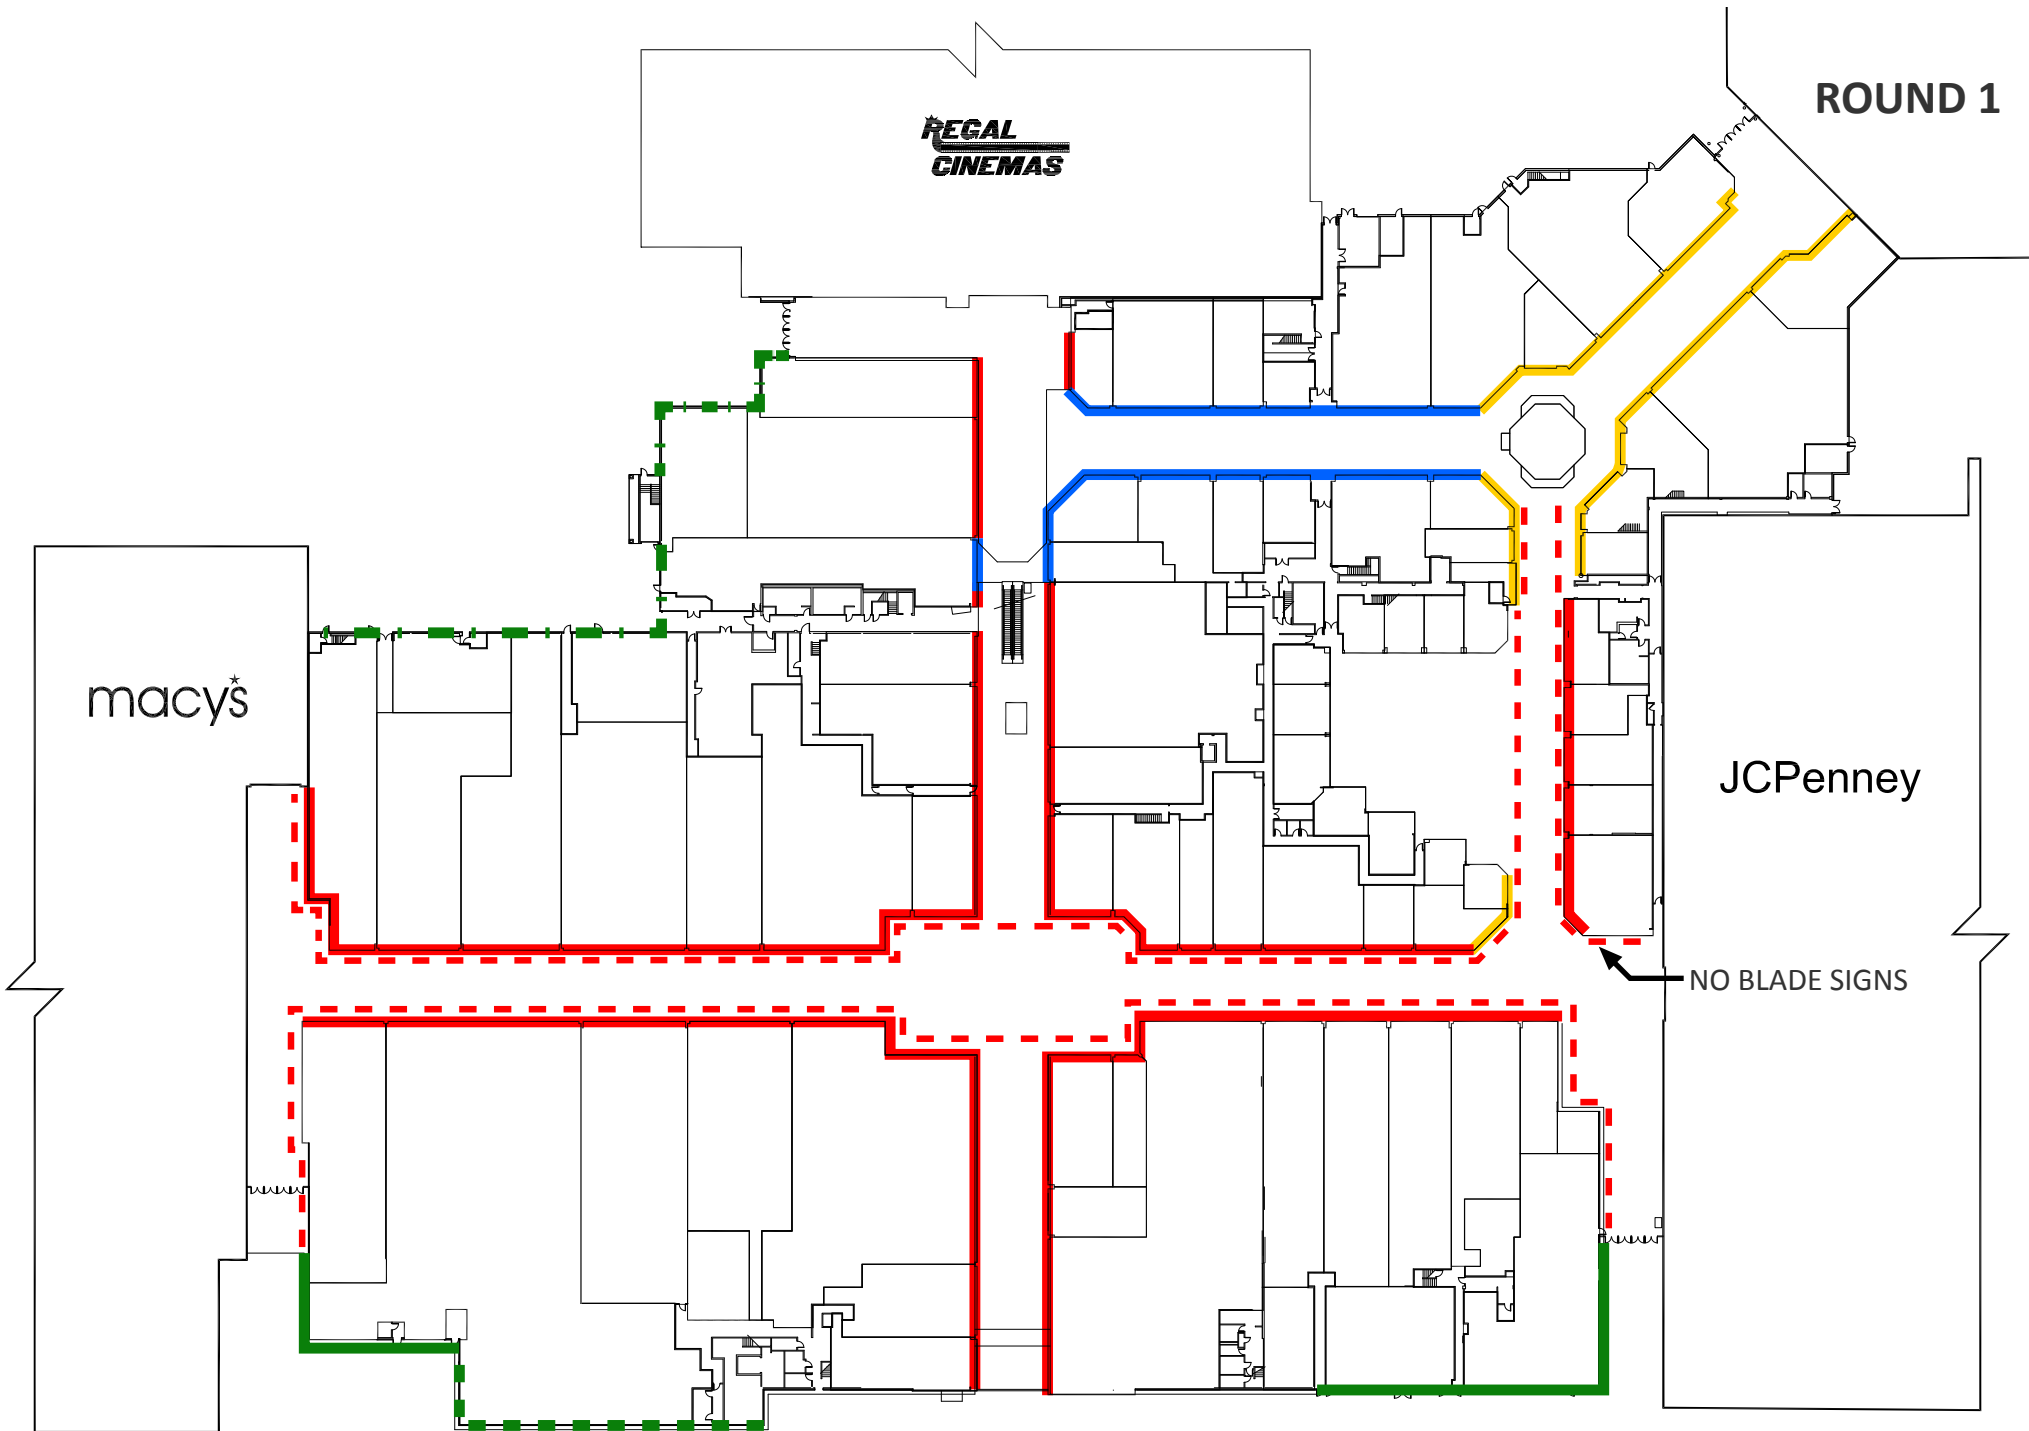 ROUND 1
REGAL
CINEMAS
macy's
JCPenney
NO BLADE SIGNS